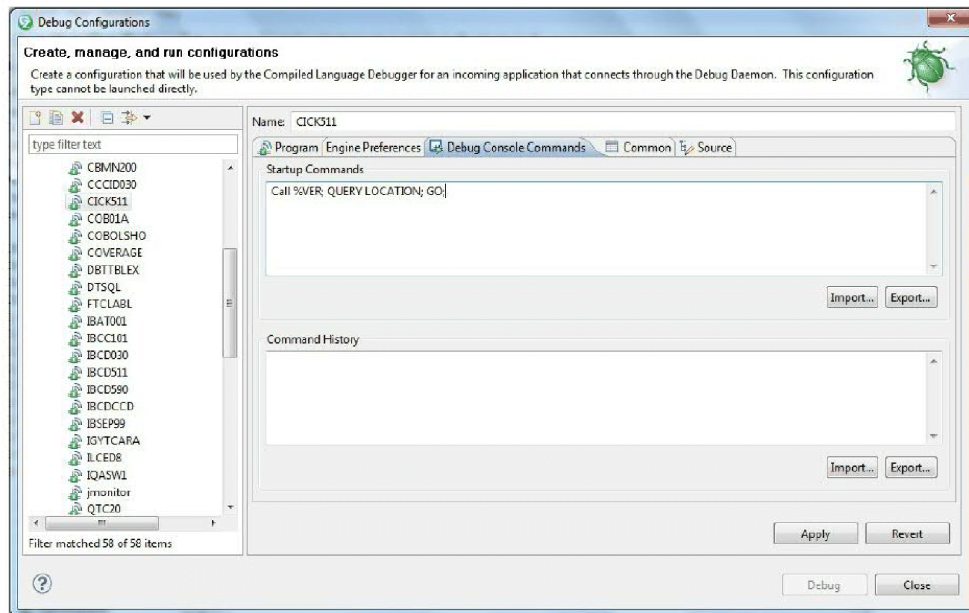 Debug Configurations
Create, manage, and run configurations
Create a configuration that will be used by the Compiled Language Debugger for an incoming application that connects through the Debug Daemon. This configuration
type cannot be launched directly.
type filter text
CBMN200
CCCID030
CICK511
COB01A
COBOLSHO
COVERAGE
DBTTBLEX
DTSQL
FTCLABL
IBAT001
IBCC101
IBCD030
IBCD511
IBCD590
IBCDCCD
IBSEP99
IGYTCARA
ILCED8
IQASW1
jmonitor
QTC20
Filter matched 58 of 58 items
Name: CICK511
Program Engine Preferences Debug Console Commands Common Source
Startup Commands
Call %VER; QUERY LOCATION; GO;
Import... Export...
Command History
Import... Export...
Apply Revert
Debug Close